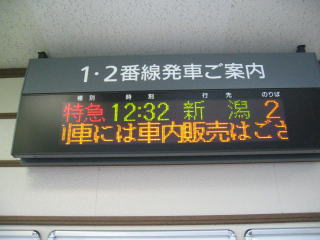 1・2番線発車ご案内
種別 時刻 行先 のりば
特急 12:32 新潟 2
車には車内販売はござ